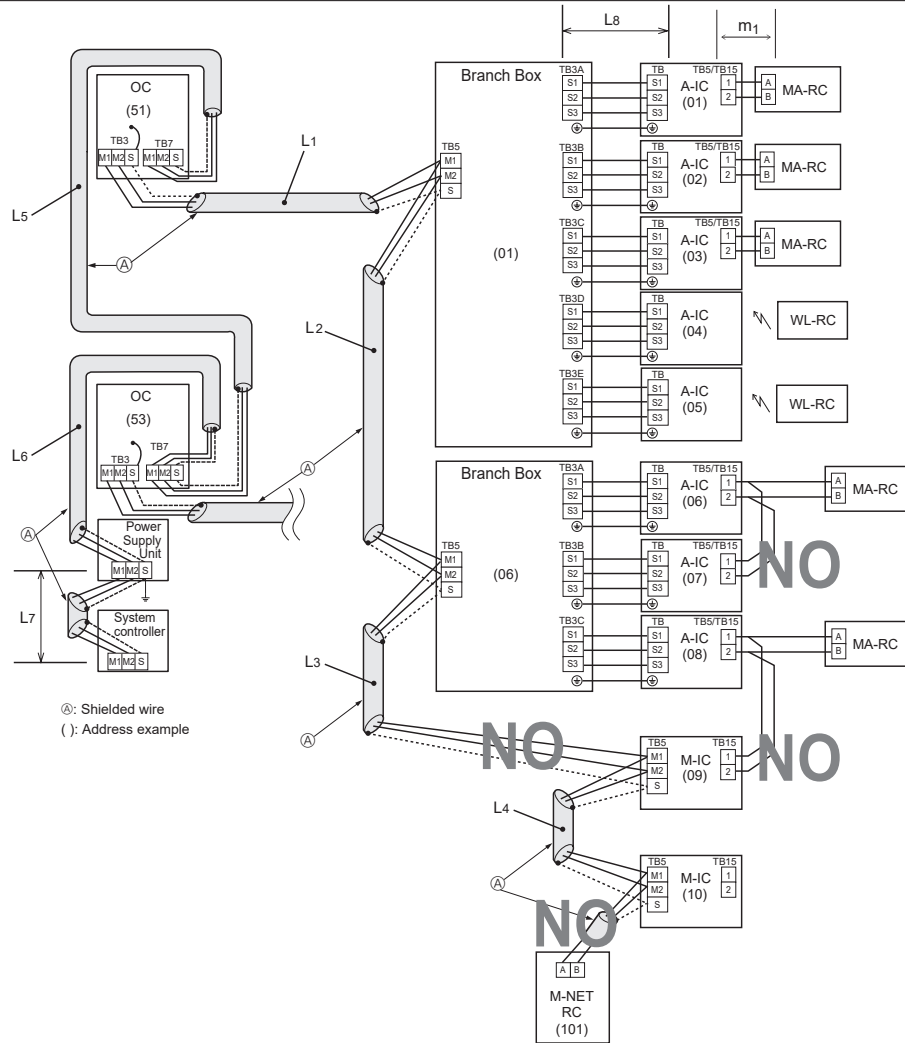 L8
m1
OC
(51)
TB3
TB7
M1 M2 S
M1 M2 S
L1
L5
Ⓐ
Branch Box
TB5
M1
M2
S
(01)
TB3A
S1
S2
S3
TB
S1
S2
S3
A-IC
(01)
TB5/TB15
1
2
A
B
MA-RC
TB3B
S1
S2
S3
TB
S1
S2
S3
A-IC
(02)
TB5/TB15
1
2
A
B
MA-RC
TB3C
S1
S2
S3
TB
S1
S2
S3
A-IC
(03)
TB5/TB15
1
2
A
B
MA-RC
TB3D
S1
S2
S3
TB
S1
S2
S3
A-IC
(04)
WL-RC
TB3E
S1
S2
S3
TB
S1
S2
S3
A-IC
(05)
WL-RC
L2
Ⓐ
OC
(53)
TB3
TB7
M1 M2 S
M1 M2 S
L6
Ⓐ
Power
Supply
Unit
M1 M2 S
L7
System
controller
M1 M2 S
Ⓐ: Shielded wire
( ): Address example
Branch Box
TB5
M1
M2
S
(06)
TB3A
S1
S2
S3
TB
S1
S2
S3
A-IC
(06)
TB5/TB15
1
2
A
B
MA-RC
TB3B
S1
S2
S3
TB
S1
S2
S3
A-IC
(07)
TB5/TB15
1
2
NO
TB3C
S1
S2
S3
TB
S1
S2
S3
A-IC
(08)
TB5/TB15
1
2
A
B
MA-RC
L3
Ⓐ
NO
TB5
M1
M2
S
M-IC
(09)
TB15
1
2
NO
L4
Ⓐ
TB5
M1
M2
S
M-IC
(10)
TB15
1
2
NO
A B
M-NET
RC
(101)